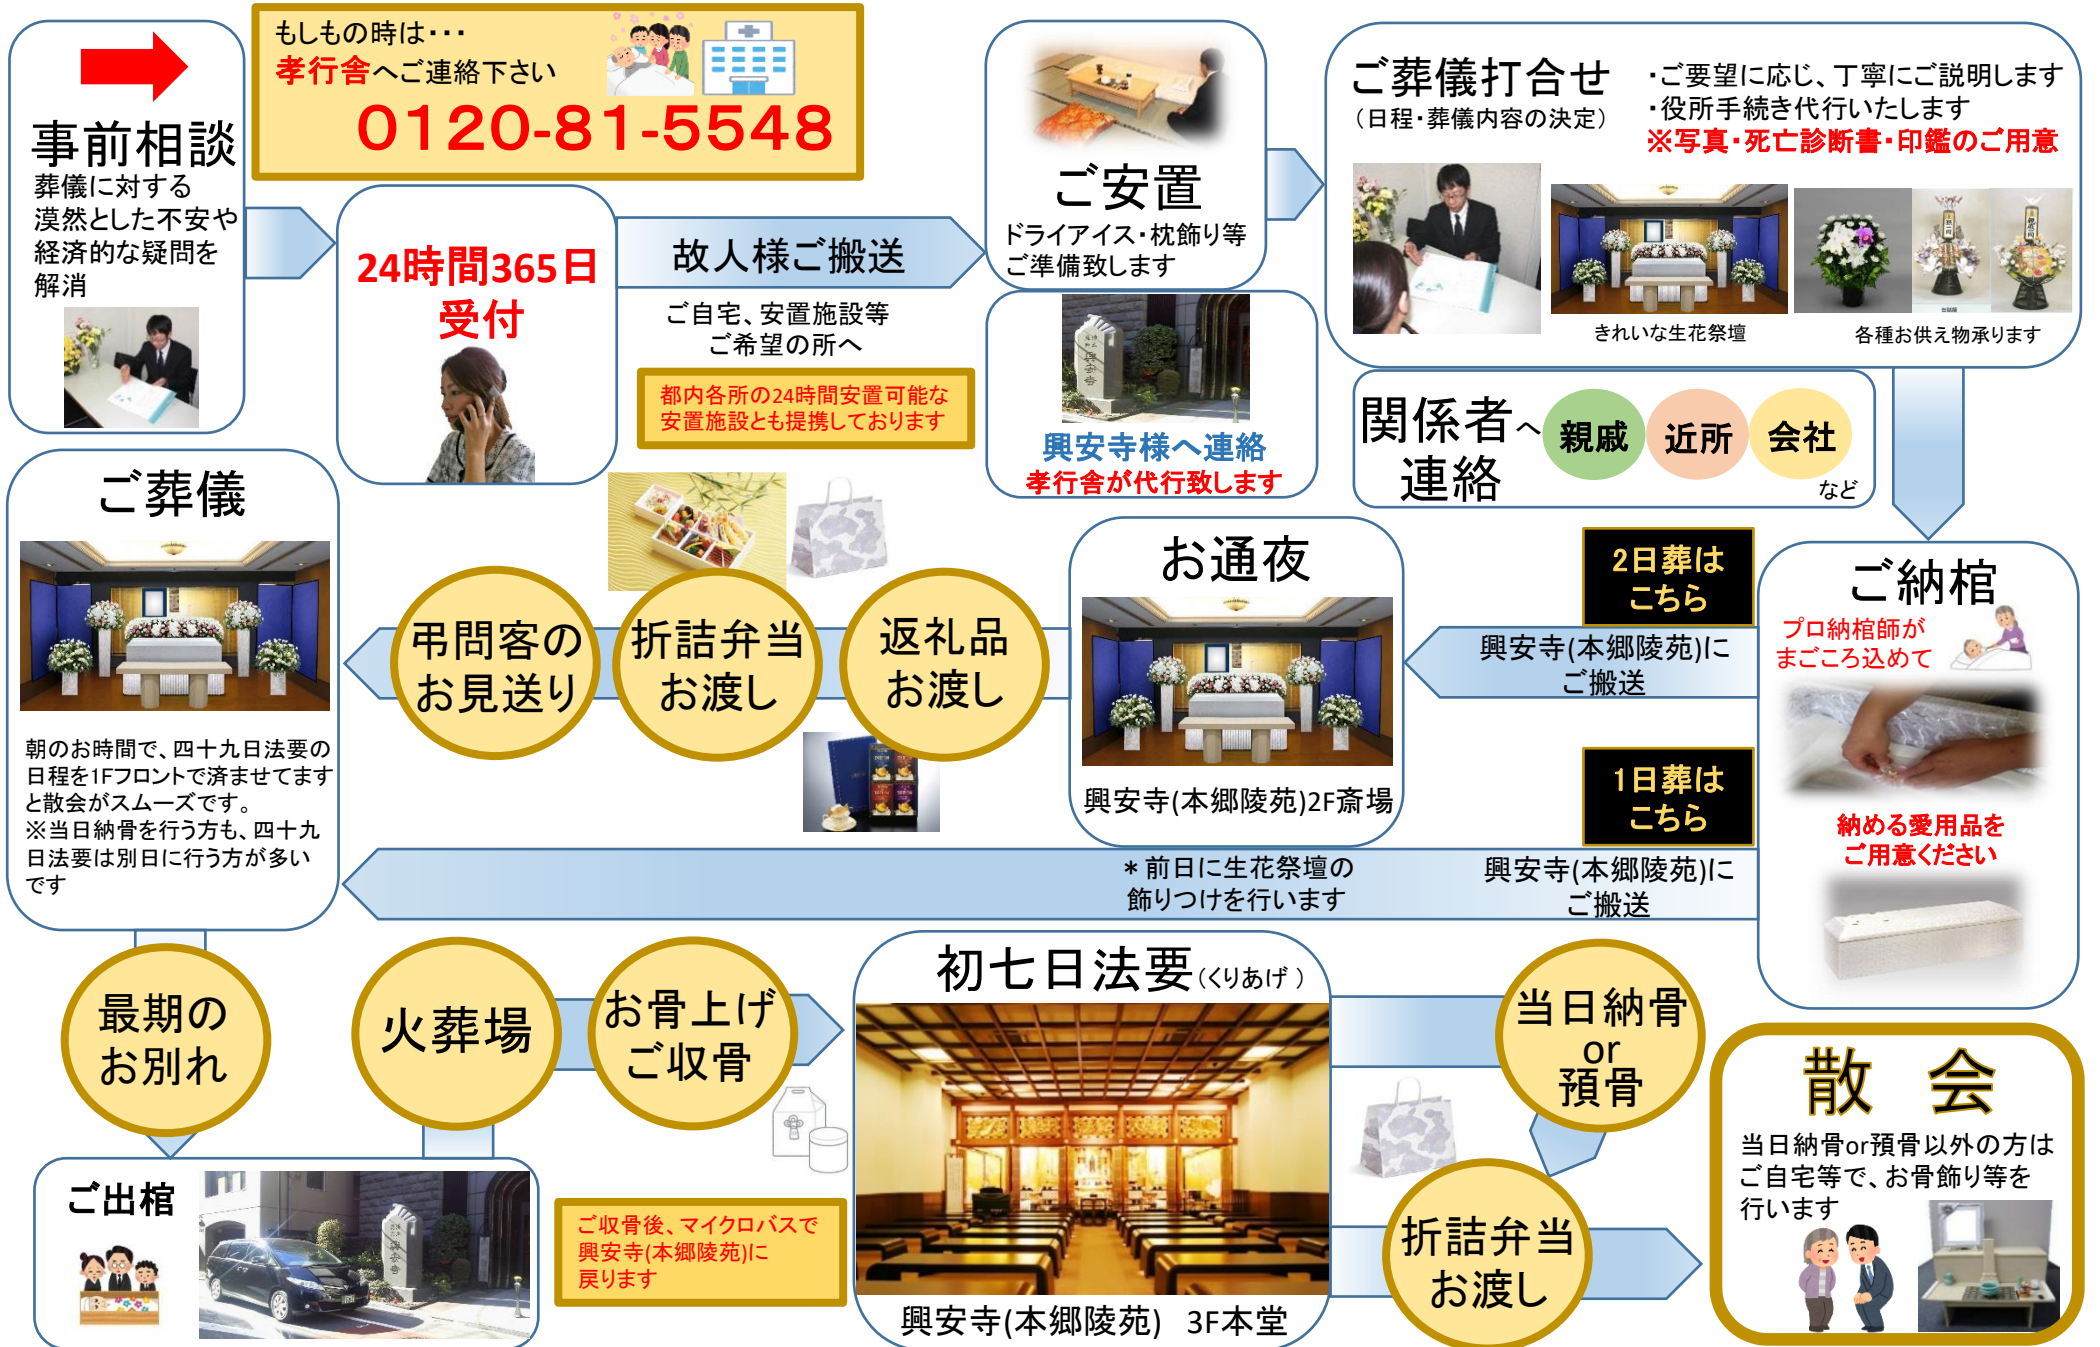 事前相談
葬儀に対する
漠然とした不安や
経済的な疑問を
解消
もしもの時は・・・
孝行舎へご連絡下さい
0120-81-5548
24時間365日
受付
故人様ご搬送
ご自宅、安置施設等
ご希望の所へ
都内各所の24時間安置可能な
安置施設とも提携しております
ご安置
ドライアイス・枕飾り等
ご準備致します
興安寺様へ連絡
孝行舎が代行致します
ご葬儀打合せ
（日程・葬儀内容の決定）
・ご要望に応じ、丁寧にご説明します
・役所手続き代行いたします
※写真・死亡診断書・印鑑のご用意
きれいな生花祭壇
各種お供え物承ります
関係者へ
連絡
親戚
近所
会社
など
ご納棺
プロ納棺師が
まごころ込めて
納める愛用品を
ご用意ください
2日葬は
こちら
興安寺(本郷陵苑)に
ご搬送
1日葬は
こちら
興安寺(本郷陵苑)に
ご搬送
＊前日に生花祭壇の
飾りつけを行います
お通夜
興安寺(本郷陵苑)2F斎場
返礼品
お渡し
折詰弁当
お渡し
弔問客の
お見送り
ご葬儀
朝のお時間で、四十九日法要の
日程を1Fフロントで済ませてます
と散会がスムーズです。
※当日納骨を行う方も、四十九
日法要は別日に行う方が多い
です
最期の
お別れ
ご出棺
火葬場
お骨上げ
ご収骨
ご収骨後、マイクロバスで
興安寺(本郷陵苑)に
戻ります
初七日法要(くりあげ)
興安寺(本郷陵苑) 3F本堂
当日納骨
or
預骨
折詰弁当
お渡し
散 会
当日納骨or預骨以外の方は
ご自宅等で、お骨飾り等を
行います